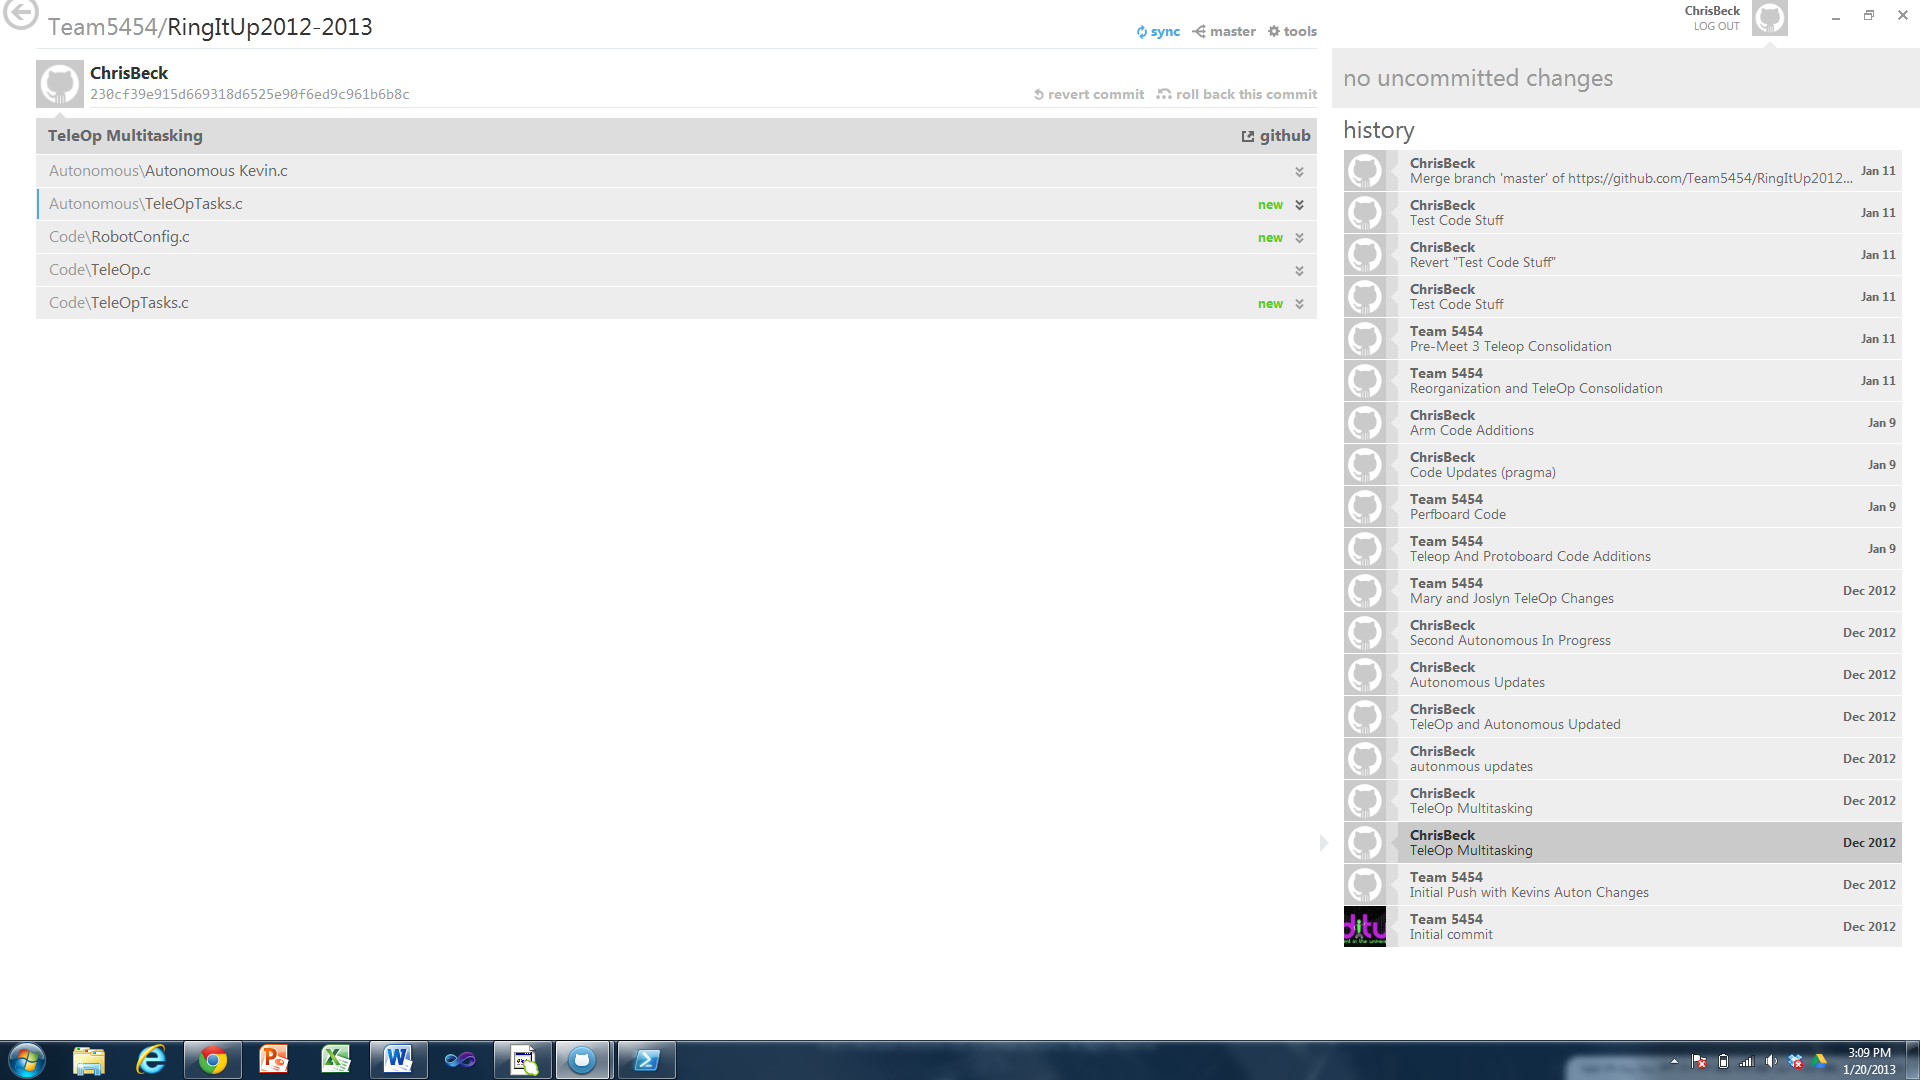 Team5454/RingItUp2012-2013
sync master tools
ChrisBeck
LOG OUT
ChrisBeck
230cf39e915d669318d6525e90f6ed9c961b6b8c
revert commit roll back this commit
TeleOp Multitasking
github
Autonomous\Autonomous Kevin.c
Autonomous\TeleOpTasks.c new
Code\RobotConfig.c new
Code\TeleOp.c
Code\TeleOpTasks.c new
no uncommitted changes
history
ChrisBeck
Merge branch 'master' of https://github.com/Team5454/RingItUp2012... Jan 11
ChrisBeck
Test Code Stuff Jan 11
ChrisBeck
Revert "Test Code Stuff" Jan 11
ChrisBeck
Test Code Stuff Jan 11
Team 5454
Pre-Meet 3 Teleop Consolidation Jan 11
Team 5454
Reorganization and TeleOp Consolidation Jan 11
ChrisBeck
Arm Code Additions Jan 9
ChrisBeck
Code Updates (pragma) Jan 9
Team 5454
Perfboard Code Jan 9
Team 5454
Teleop And Protoboard Code Additions Jan 9
Team 5454
Mary and Joslyn TeleOp Changes Dec 2012
ChrisBeck
Second Autonomous In Progress Dec 2012
ChrisBeck
Autonomous Updates Dec 2012
ChrisBeck
TeleOp and Autonomous Updated Dec 2012
ChrisBeck
autonmous updates Dec 2012
ChrisBeck
TeleOp Multitasking Dec 2012
ChrisBeck
TeleOp Multitasking Dec 2012
Team 5454
Initial Push with Kevins Auton Changes Dec 2012
Team 5454
Initial commit Dec 2012
3:09 PM
1/20/2013